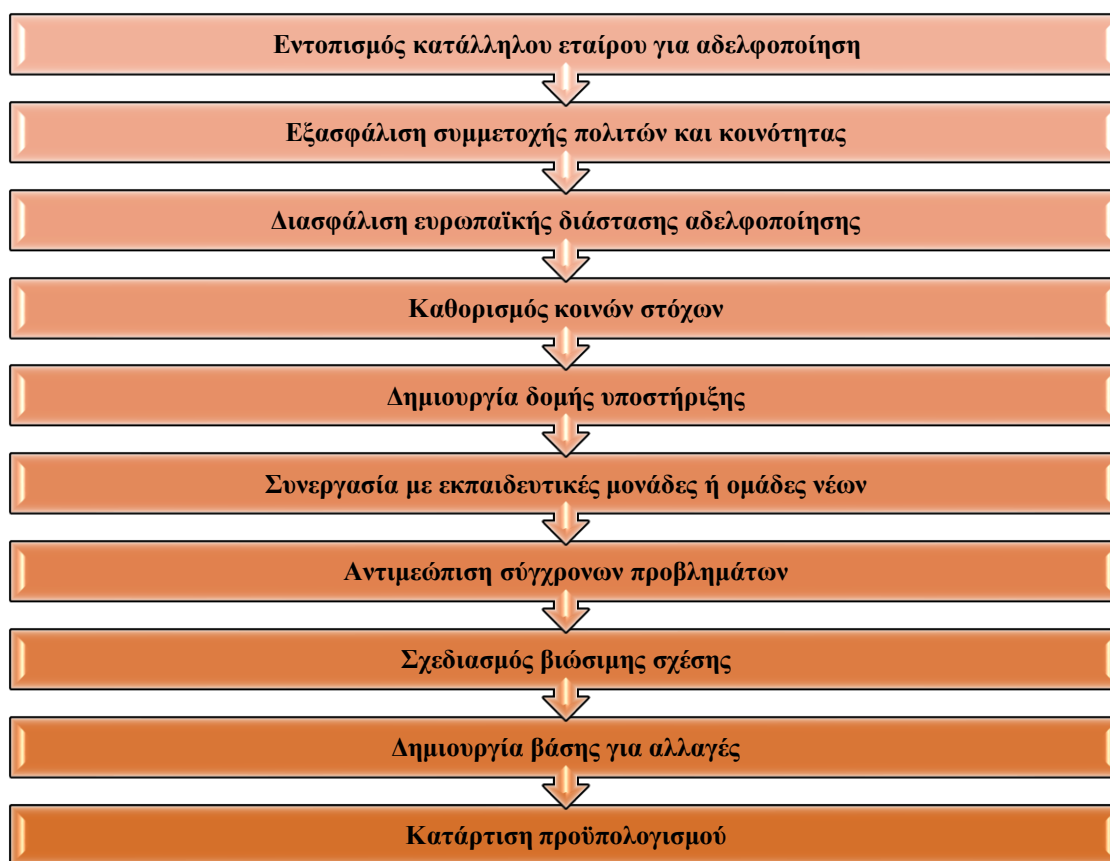 Εντοπισμός κατάλληλου εταίρου για αδελφοποίηση
Εξασφάλιση συμμετοχής πολιτών και κοινότητας
Διασφάλιση ευρωπαϊκής διάστασης αδελφοποίησης
Καθορισμός κοινών στόχων
Δημιουργία δομής υποστήριξης
Συνεργασία με εκπαιδευτικές μονάδες ή ομάδες νέων
Αντιμεώπιση σύγχρονων προβλημάτων
Σχεδιασμός βιώσιμης σχέσης
Δημιουργία βάσης για αλλαγές
Κατάρτιση προϋπολογισμού